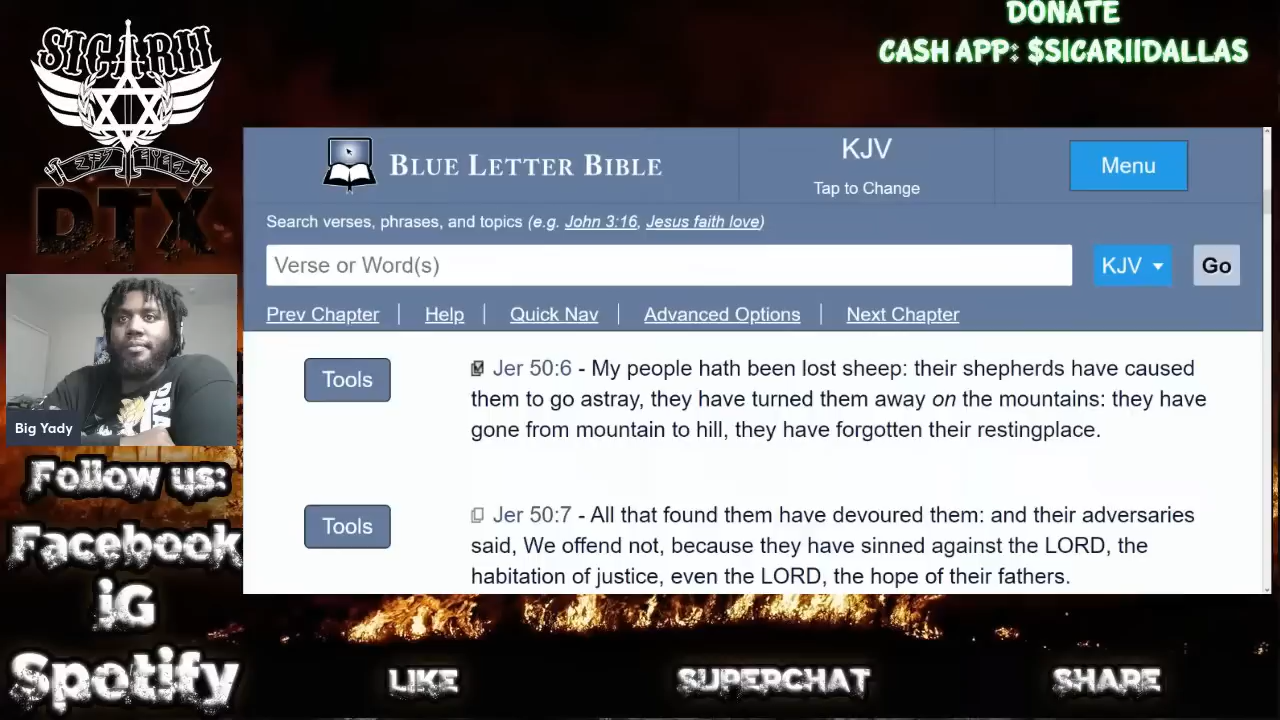 SICARII
DTX
Big Yady
Follow us:
Facebook
iG
Spotify
DONATE
CASH APP: $SICARIIDALLAS
BLUE LETTER BIBLE
KJV
Tap to Change
Menu
Search verses, phrases, and topics (e.g. John 3:16, Jesus faith love)
Verse or Word(s)
KJV
Go
Prev Chapter
Help
Quick Nav
Advanced Options
Next Chapter
Tools
Jer 50:6 - My people hath been lost sheep: their shepherds have caused
them to go astray, they have turned them away on the mountains: they have
gone from mountain to hill, they have forgotten their restingplace.
Tools
Jer 50:7 - All that found them have devoured them: and their adversaries
said, We offend not, because they have sinned against the LORD, the
habitation of justice, even the LORD, the hope of their fathers.
LIKE
SUPERCHAT
SHARE